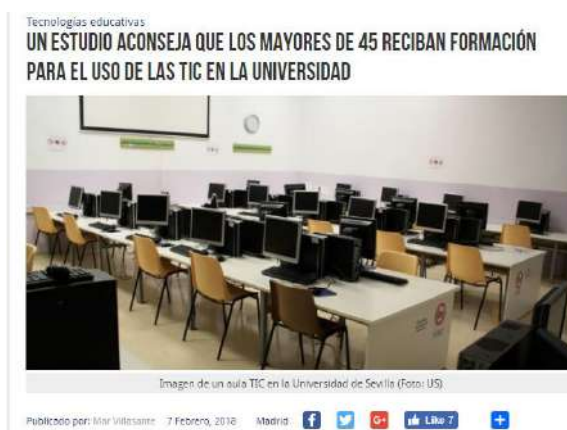 Tecnologías educativas
UN ESTUDIO ACONSEJA QUE LOS MAYORES DE 45 RECIBAN FORMACIÓN
PARA EL USO DE LAS TIC EN LA UNIVERSIDAD
Imagen de un aula TIC en la Universidad de Sevilla (Foto: US)
Publicado por: Mar Villasante 7 Febrero, 2018 Madrid f G+ Like 7 +